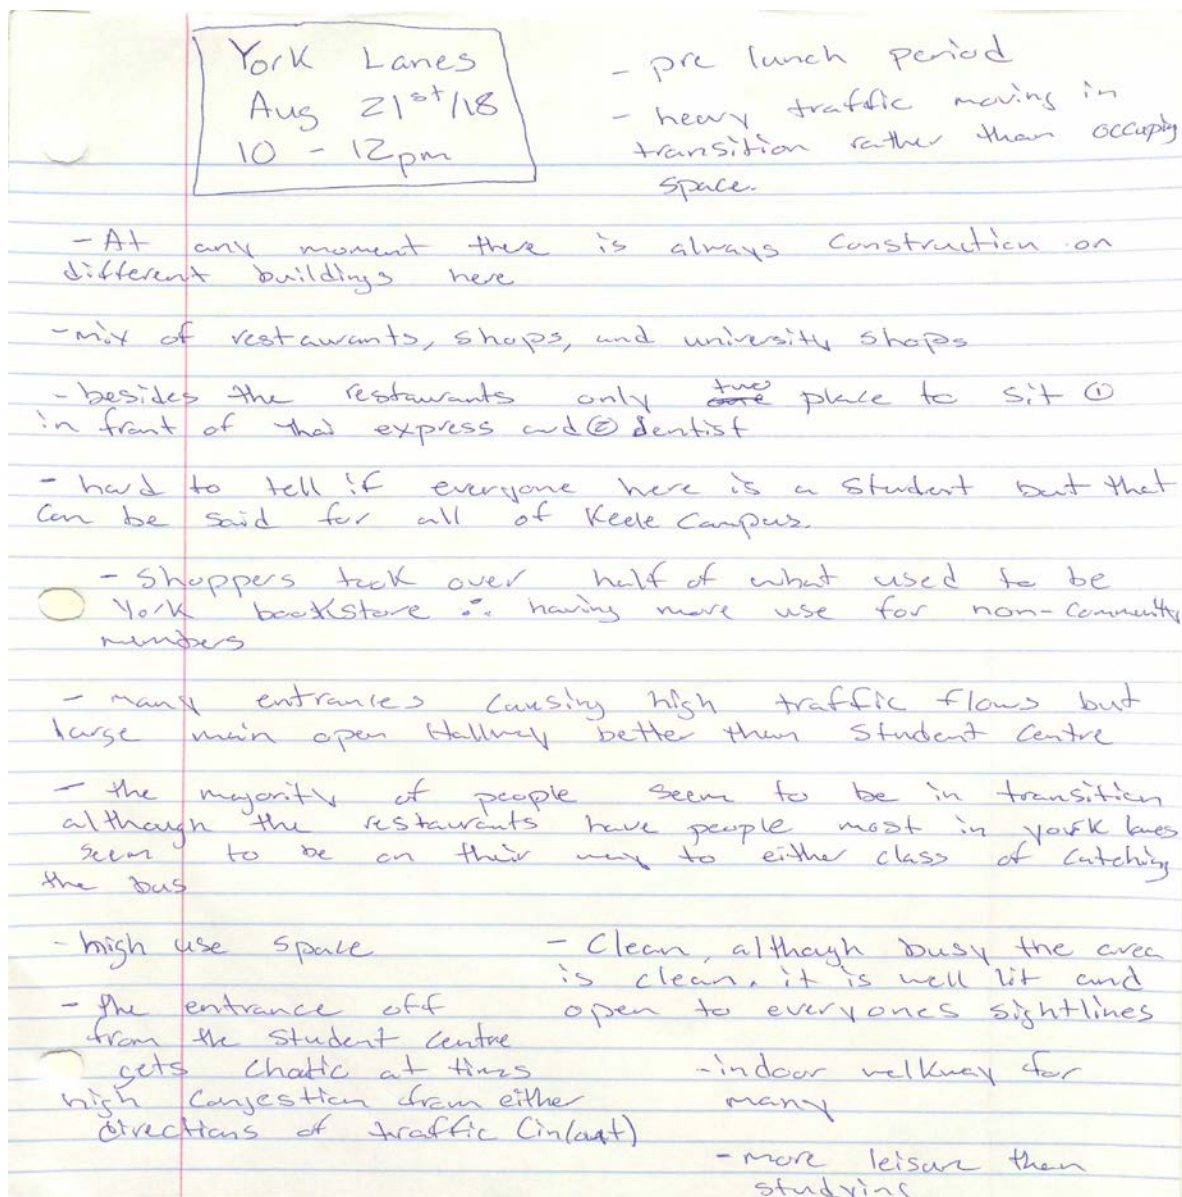 York Lanes
Aug 21st/18
10 - 12pm
- pre lunch period
- heavy traffic moving in
transition rather than occupiy
space.
- At any moment there is always construction on
different buildings here
- mix of restaurants, shops, and university shops
- besides the restaurants only two place to sit ①
in front of Thai express and ② dentist
- hard to tell if everyone here is a student but that
can be said for all of Keele Campus.
- Shoppers took over half of what used to be
York bookstore ∴ having more use for non-community
members
- many entrances causing high traffic flows but
large main open Hallway better than Student Centre
- the majority of people seem to be in transition
although the restaurants have people most in york lanes
seem to be on their way to either class of catching
the bus
- high use space
- the entrance off
from the Student Centre
gets chatic at times
high congestion from either
directions of traffic (in/out)
- Clean, although busy the area
is clean. it is well lit and
open to everyones sightlines
- indoor walkway for
many
- more leisure then
studying